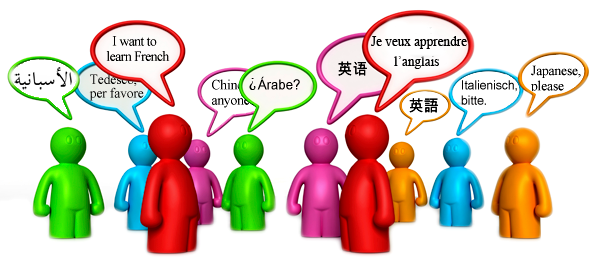 الأسبانية
Tedesco,
per favore
I want to
learn French
anyone
¿Árabe?
英语
Je veux apprendre
l'anglais
英語
Italienisch,
bitte.
Japanese,
please